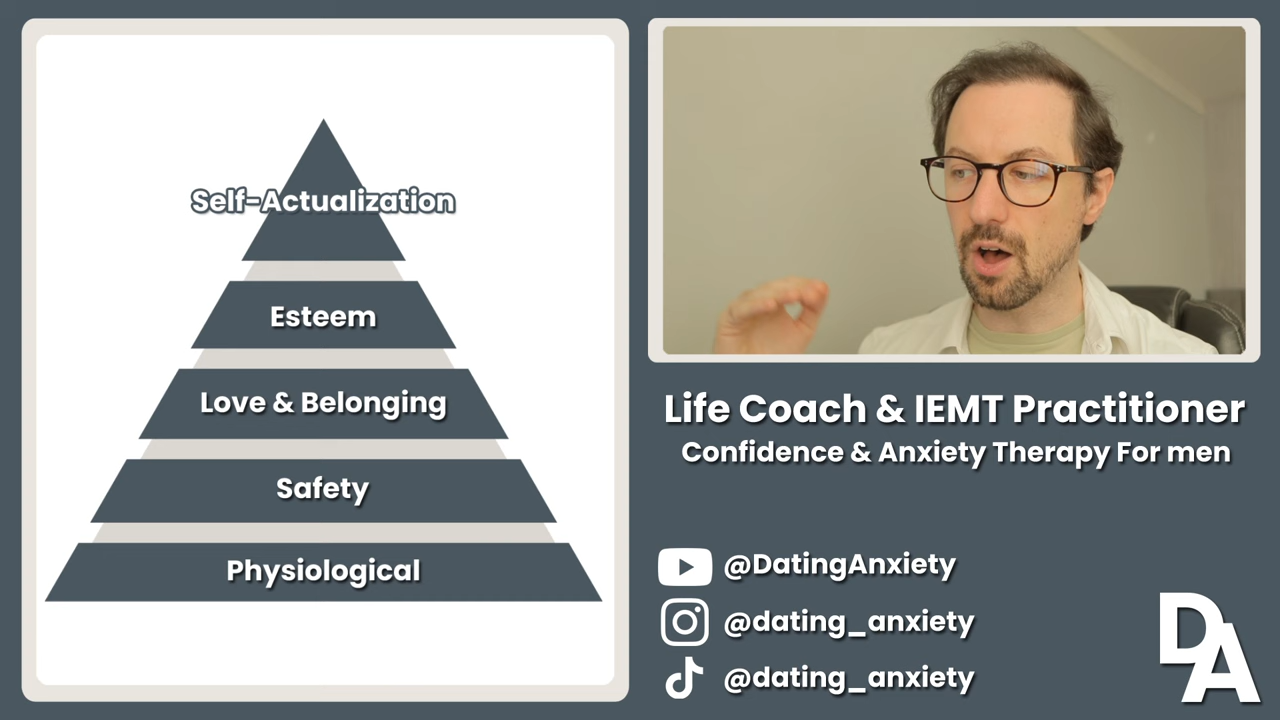 Self-Actualization
Esteem
Love & Belonging
Safety
Physiological
Life Coach & IEMT Practitioner
Confidence & Anxiety Therapy For men
@DatingAnxiety
@dating_anxiety
@dating_anxiety
DA